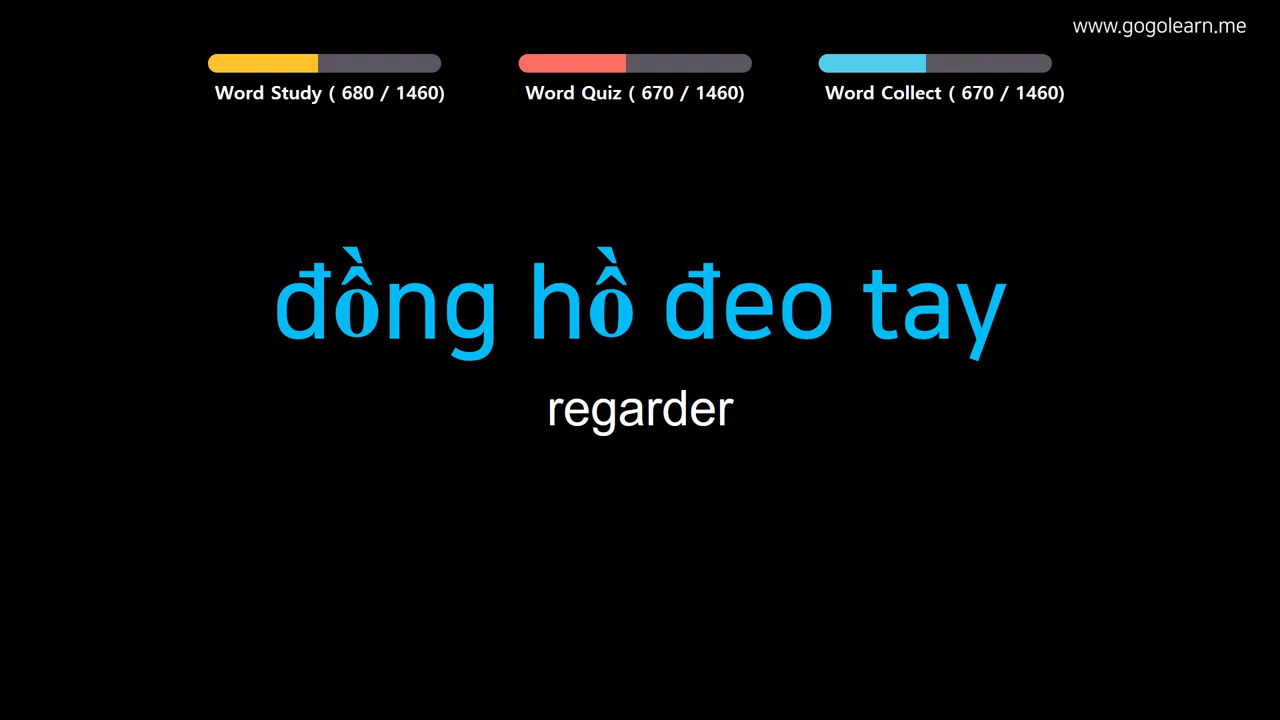 www.gogolearn.me
Word Study ( 680 / 1460)
Word Quiz ( 670 / 1460)
Word Collect ( 670 / 1460)
đồng hồ đeo tay
regarder